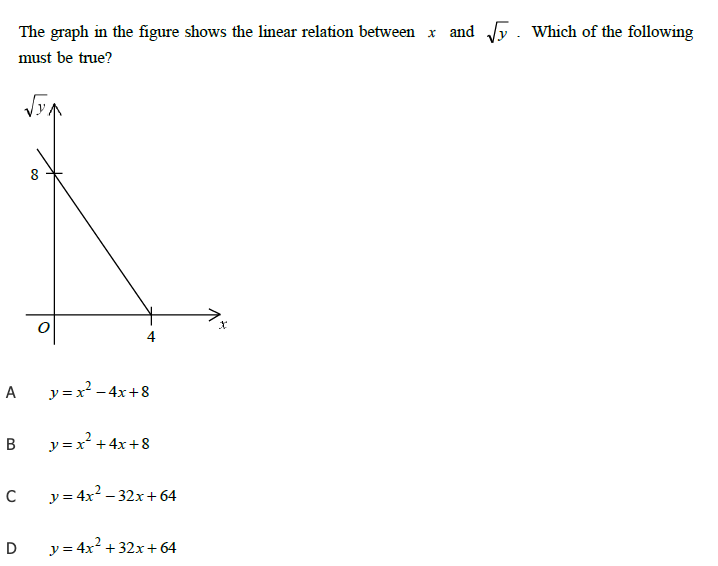 The graph in the figure shows the linear relation between x and √y . Which of the following
must be true?
√y
8
O
4
x
A y = x² − 4x + 8
B y = x² + 4x + 8
C y = 4x² − 32x + 64
D y = 4x² + 32x + 64